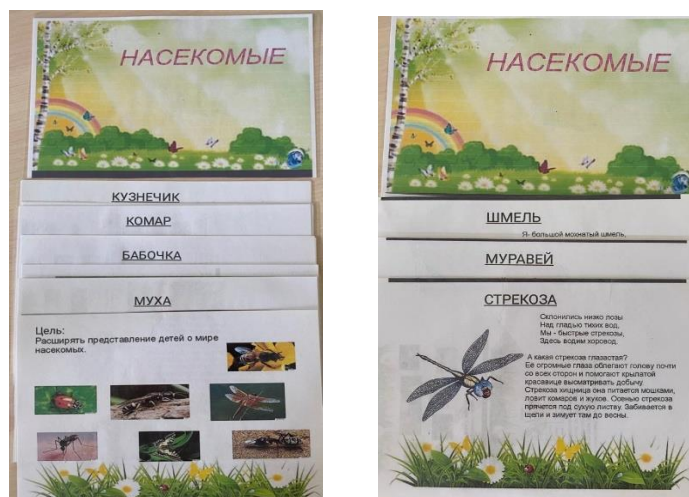 НАСЕКОМЫЕ
КУЗНЕЧИК
КОМАР
БАБОЧКА
МУХА
Цель:
Расширять представление детей о мире
насекомых.
НАСЕКОМЫЕ
ШМЕЛЬ
Я- большой мохнатый шмель,
МУРАВЕЙ
СТРЕКОЗА
Склонились низко лозы
Над гладью тихих вод,
Мы - быстрые стрекозы,
Здесь водим хоровод.
А какая стрекоза глазастая?
Её огромные глаза облегают голову почти
со всех сторон и помогают крылатой
красавице высматривать добычу.
Стрекоза хищница она питается мошками,
ловит комаров и жуков. Осенью стрекоза
прячется под сухую листву. Забивается в
щели и зимует там до весны.